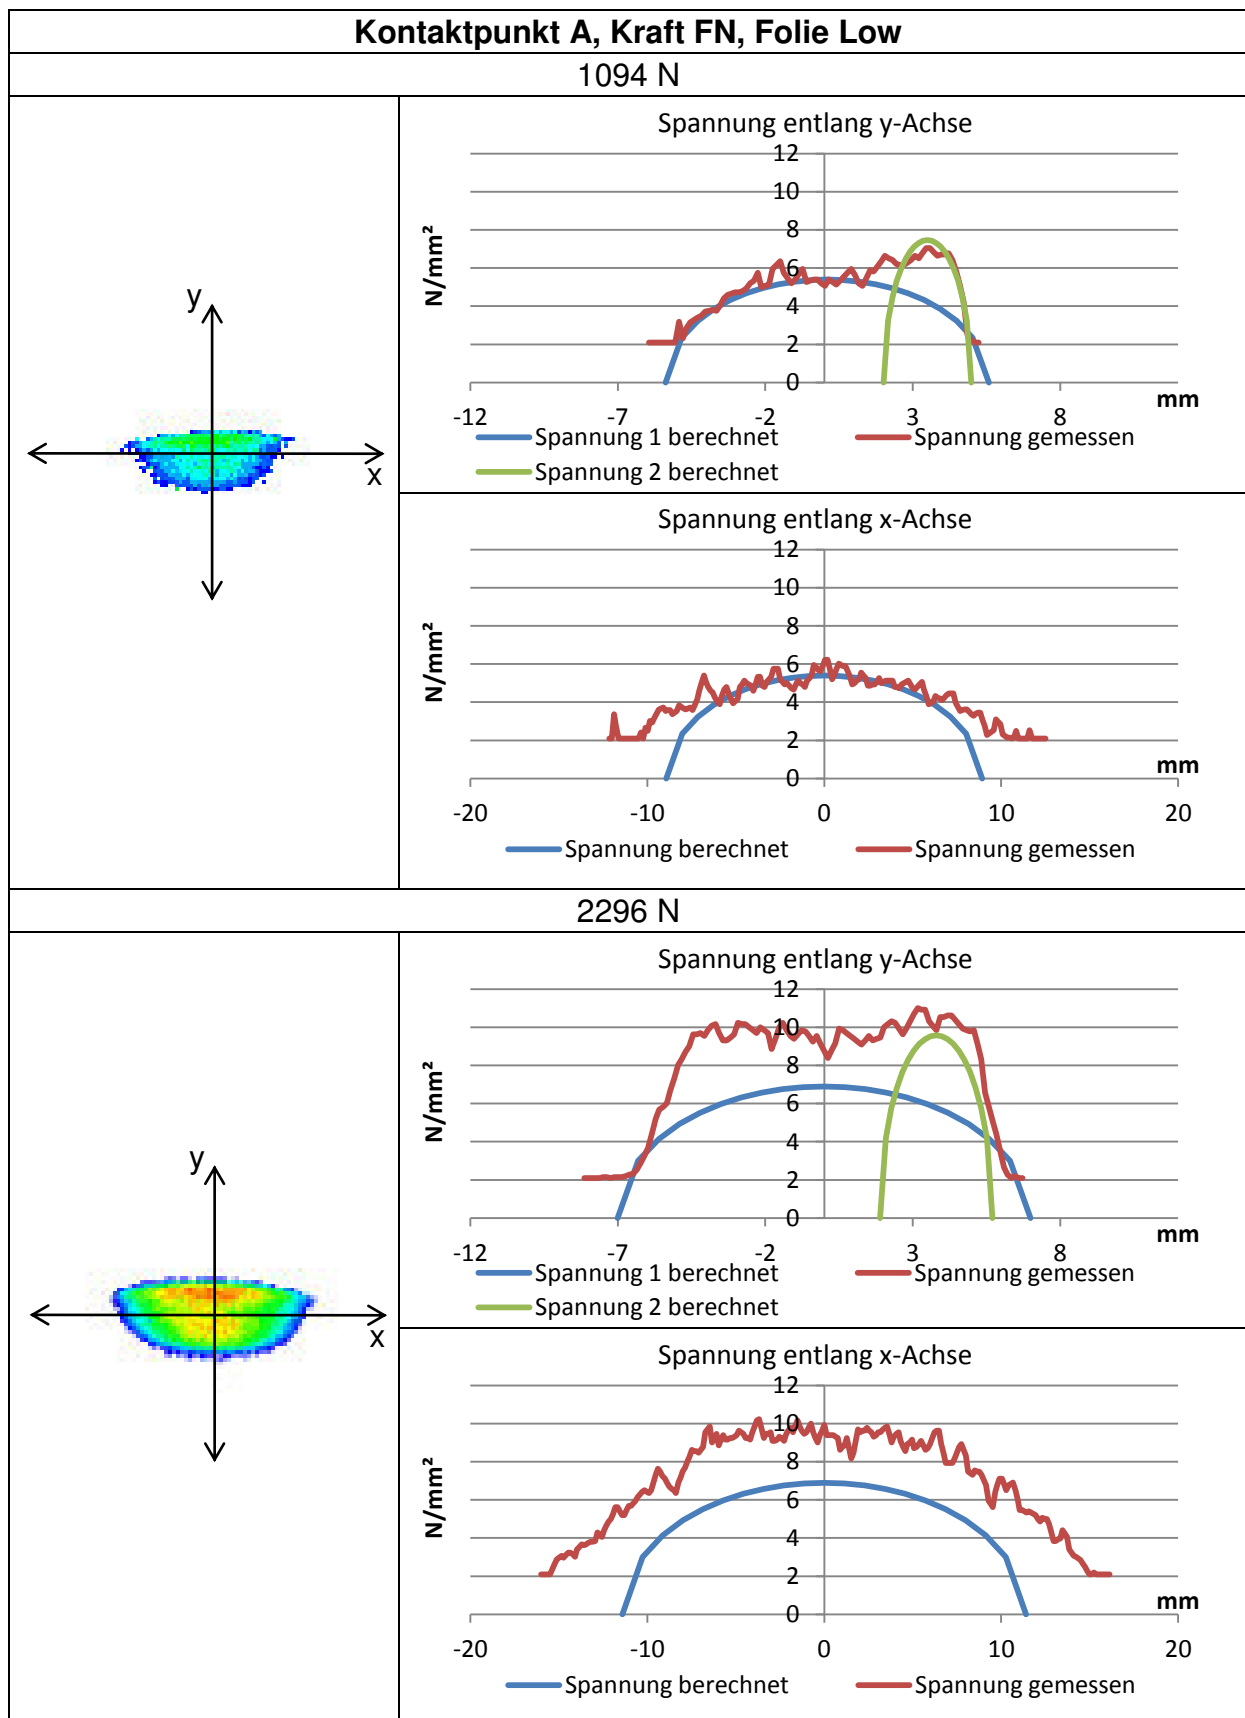 Kontaktpunkt A, Kraft FN, Folie Low
1094 N
y
x
Spannung entlang y-Achse
12
10
8
6
4
2
0
N/mm²
-12 -7 -2 3 8
mm
Spannung 1 berechnet Spannung gemessen
Spannung 2 berechnet
Spannung entlang x-Achse
12
10
8
6
4
2
0
N/mm²
mm
-20 -10 0 10 20
Spannung berechnet Spannung gemessen
2296 N
y
x
Spannung entlang y-Achse
12
10
8
6
4
2
0
N/mm²
-12 -7 -2 3 8
mm
Spannung 1 berechnet Spannung gemessen
Spannung 2 berechnet
Spannung entlang x-Achse
12
10
8
6
4
2
0
N/mm²
mm
-20 -10 0 10 20
Spannung berechnet Spannung gemessen